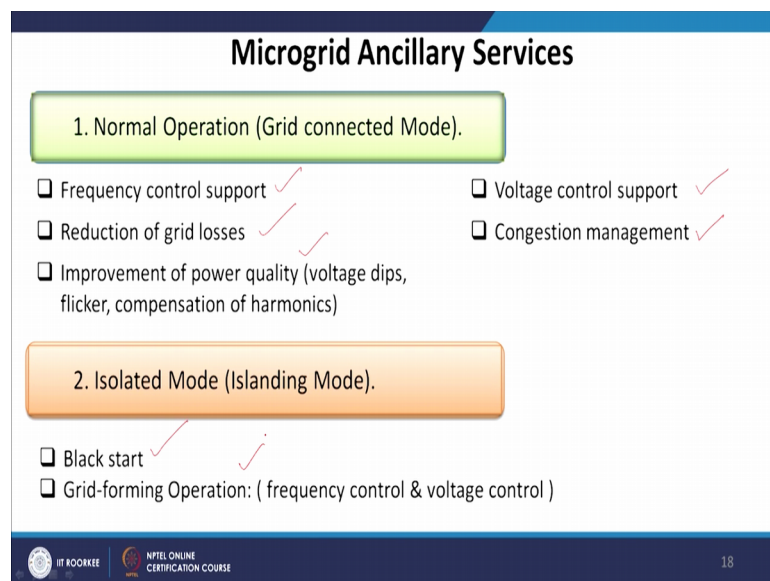 Microgrid Ancillary Services
1. Normal Operation (Grid connected Mode).
Frequency control support
Voltage control support
Reduction of grid losses
Congestion management
Improvement of power quality (voltage dips,
flicker, compensation of harmonics)
2. Isolated Mode (Islanding Mode).
Black start
Grid-forming Operation: ( frequency control & voltage control )
IIT ROORKEE
NPTEL ONLINE
CERTIFICATION COURSE
18